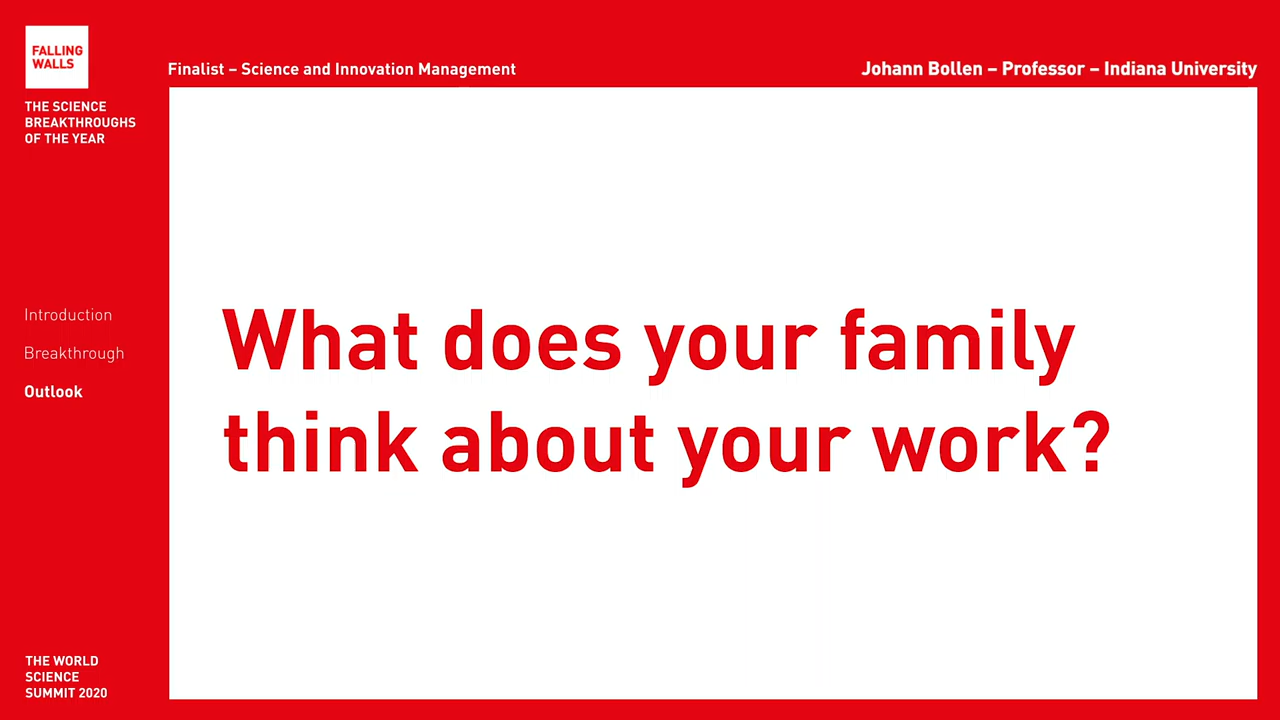 FALLING
WALLS
THE SCIENCE
BREAKTHROUGHS
OF THE YEAR
Finalist – Science and Innovation Management
Johann Bollen – Professor – Indiana University
Introduction
Breakthrough
Outlook
What does your family
think about your work?
THE WORLD
SCIENCE
SUMMIT 2020